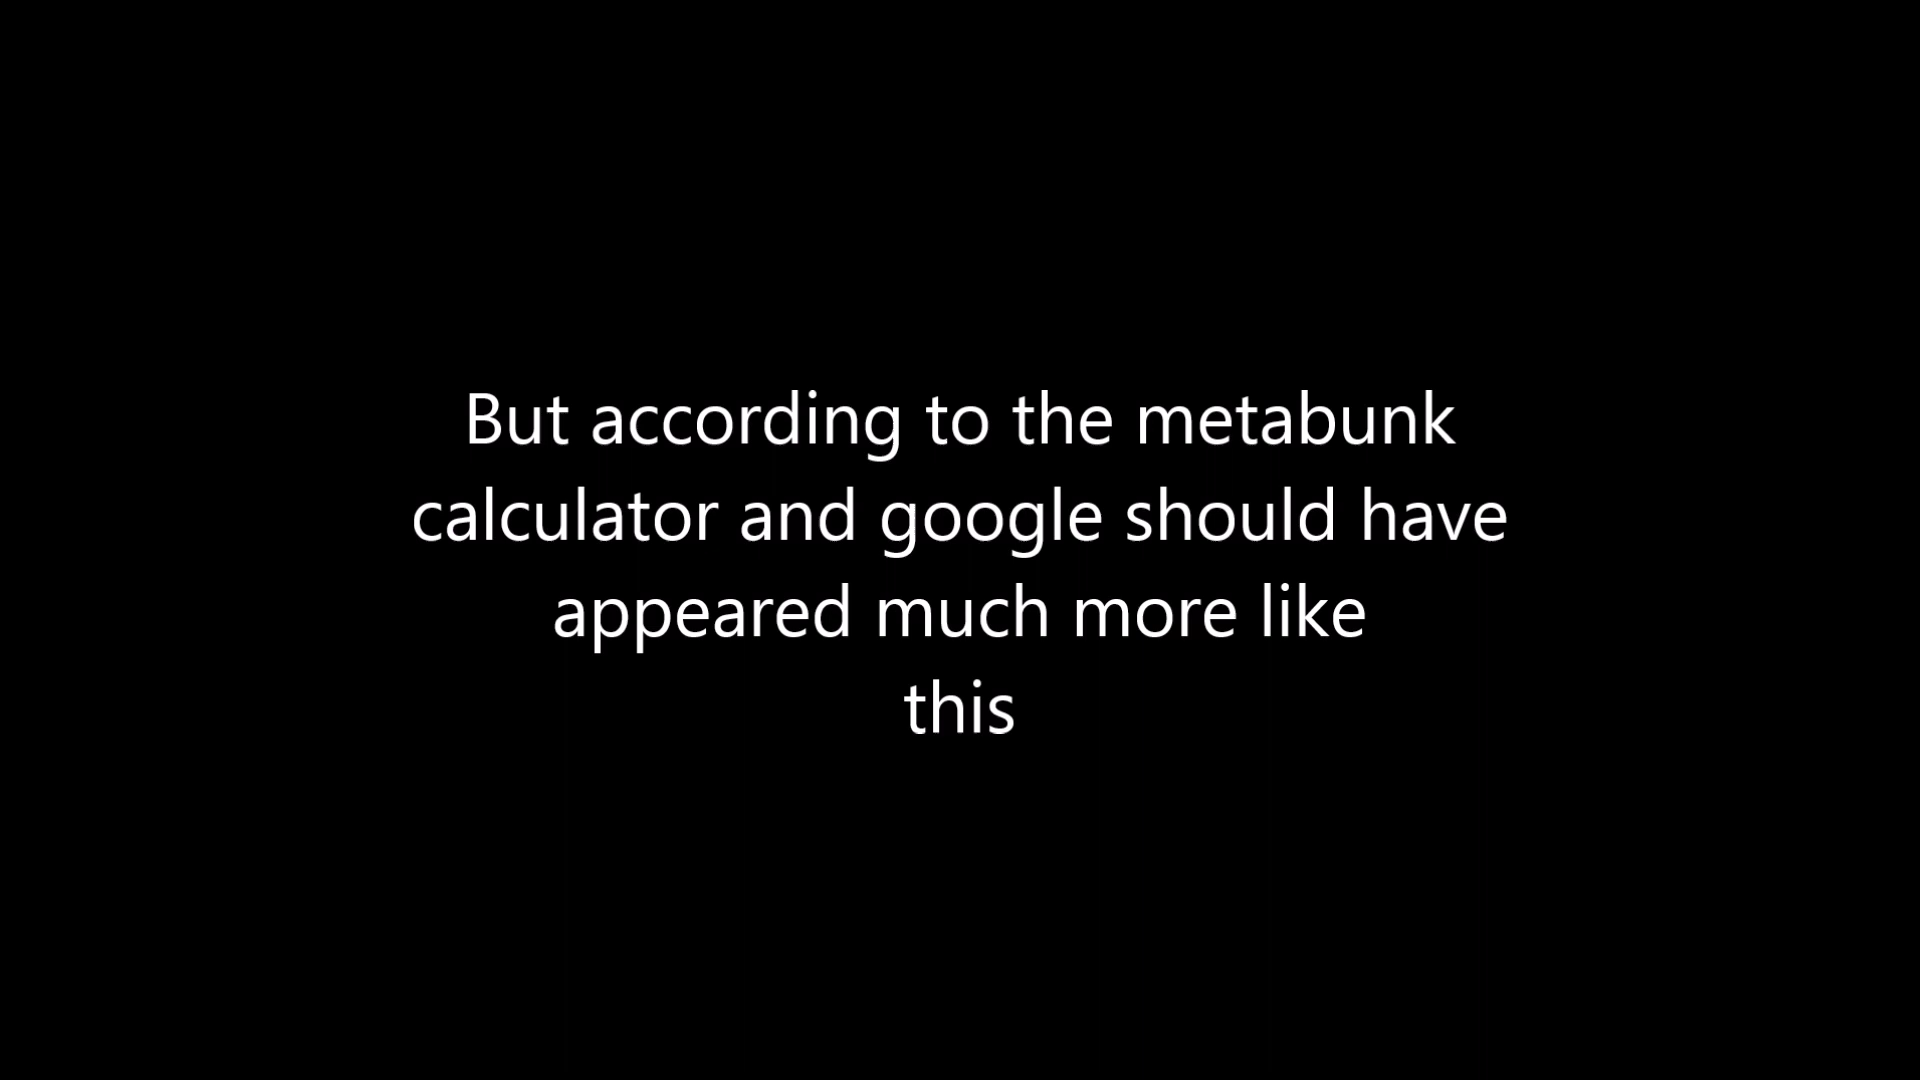 But according to the metabunk
calculator and google should have
appeared much more like
this